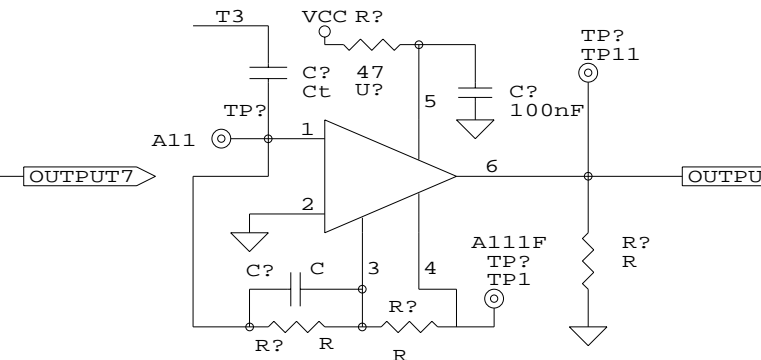 T3
VCC R?
TP?
TP11
C?
Ct
47
U?
C?
100nF
TP?
5
A11
1
6
OUTPUT7
OUTPU
2
A111F
TP?
TP1
R?
R
C?
C
3
4
R?
R?
R
R